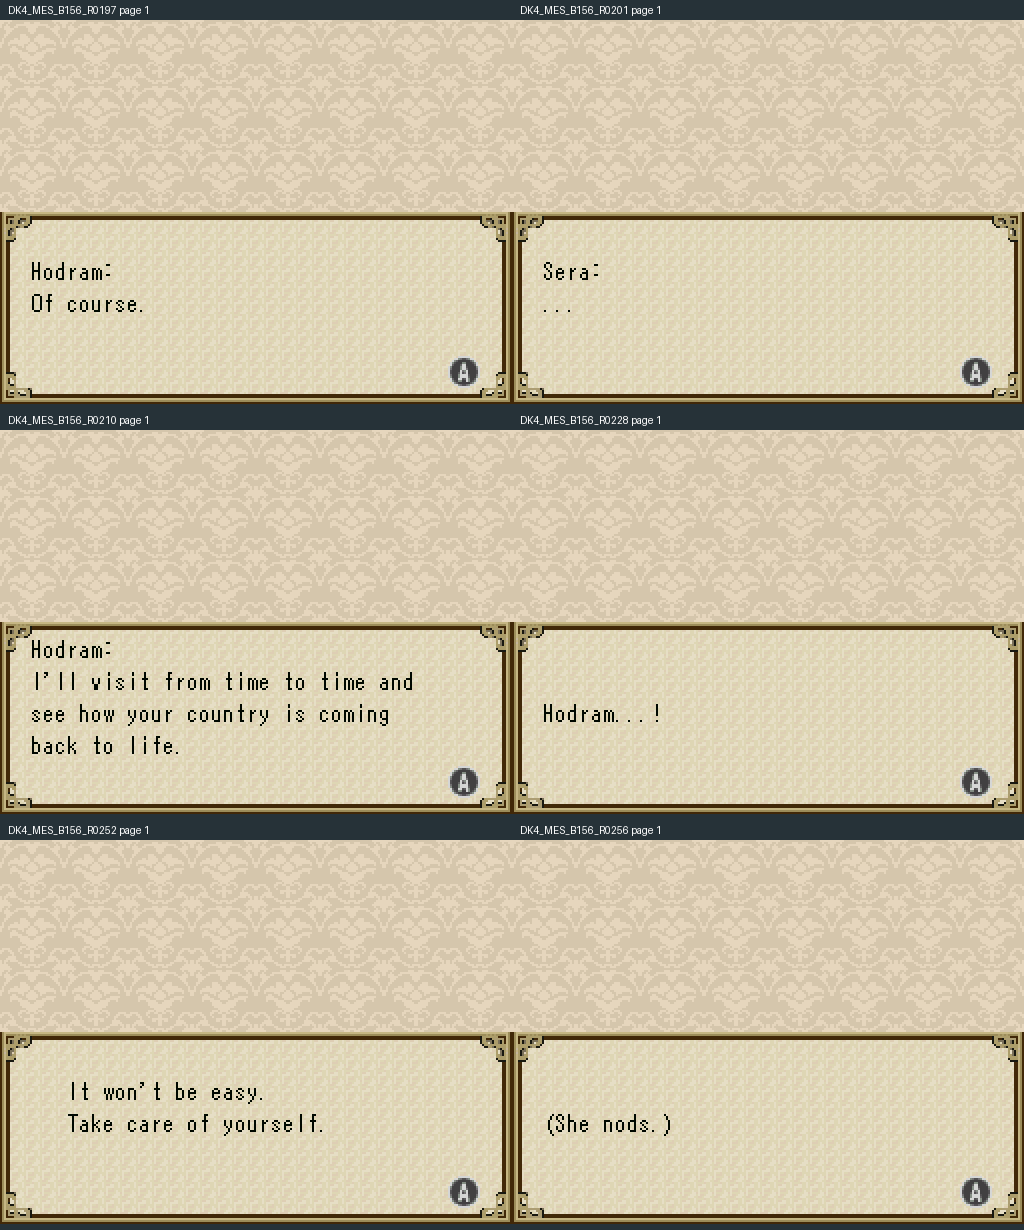 DK4_MES_B156_R0197 page 1
Hodram:
Of course.
A
DK4_MES_B156_R0201 page 1
Sera:
...
A
DK4_MES_B156_R0210 page 1
Hodram:
I'll visit from time to time and
see how your country is coming
back to life.
A
DK4_MES_B156_R0228 page 1
Hodram...!
A
DK4_MES_B156_R0252 page 1
It won't be easy.
Take care of yourself.
A
DK4_MES_B156_R0256 page 1
(She nods.)
A